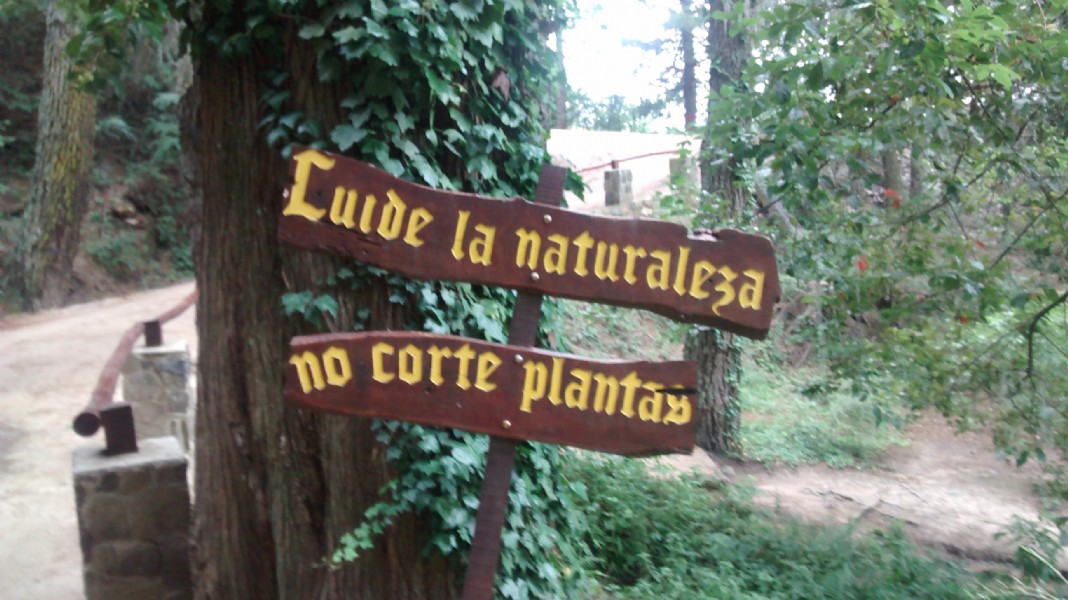 Cuide la naturaleza
no corte plantas